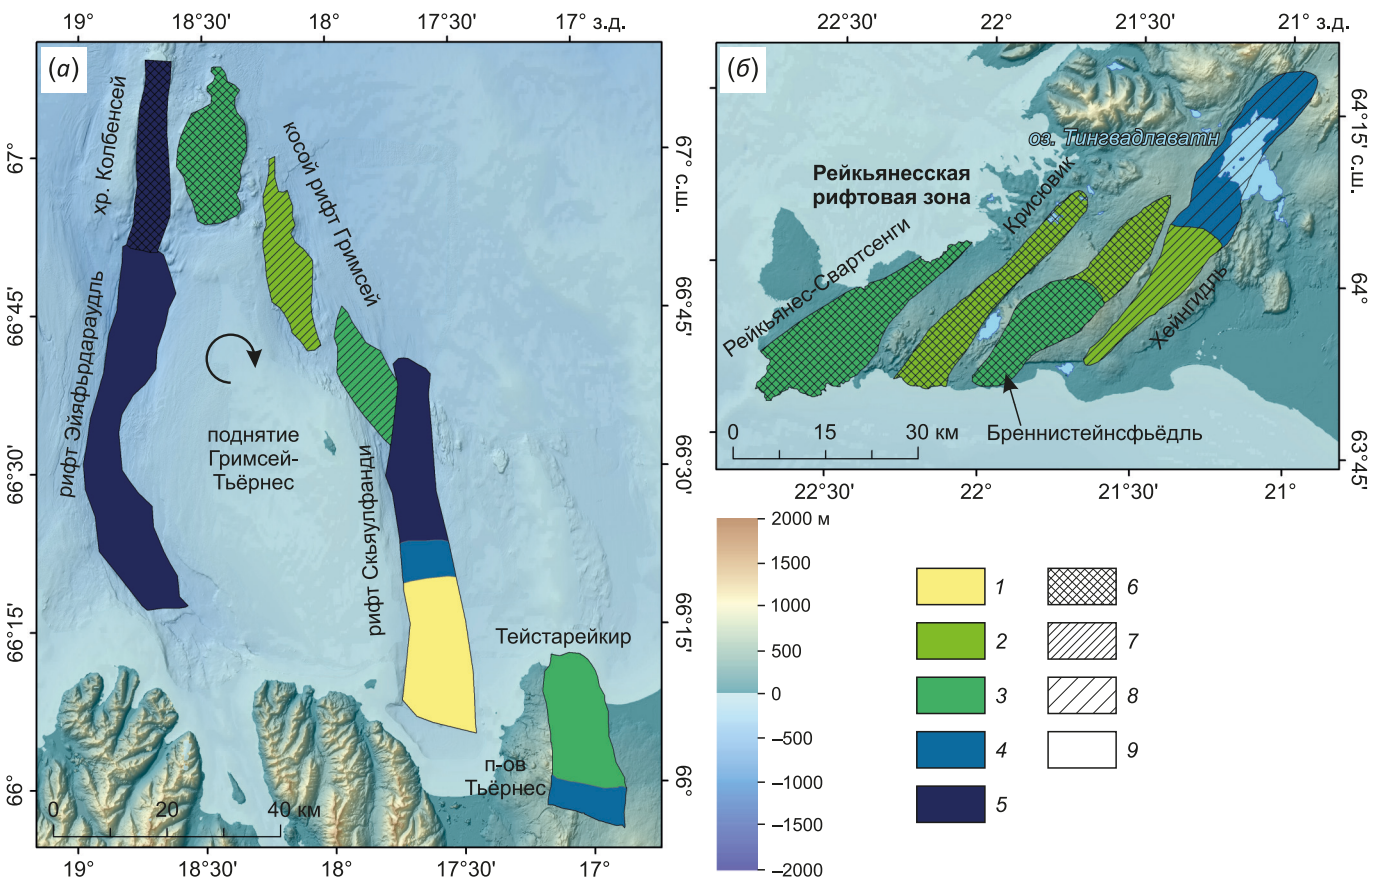 19°
18°30'
18°
17°30'
17° з.д.
(а)
хр. Колбенсей
косой рифт Гримсей
67°
67° с.ш.
66°45'
66°45'
рифт Эйяфьрдараудль
поднятие
Гримсей-
Тьёрнес
рифт Скьяулфанди
66°30'
66°30'
66°15'
66°15'
Тейстарейкир
п-ов
Тьёрнес
66°
66°
0
20
40 км
19°
18°30'
18°
17°30'
17°
22°30'
22°
21°30'
21° з.д.
(б)
оз. Тингвадлаватн
Рейкьянесская
рифтовая зона
Крисювик
Рейкьянес-Свартсенги
Хейнгидль
Бреннистейнсфьёдль
64°15' с.ш.
64°
63°45'
0
15
30 км
22°30'
22°
21°30'
21°
2000 м
1500
1000
500
0
–500
–1000
–1500
–2000
1
2
3
4
5
6
7
8
9